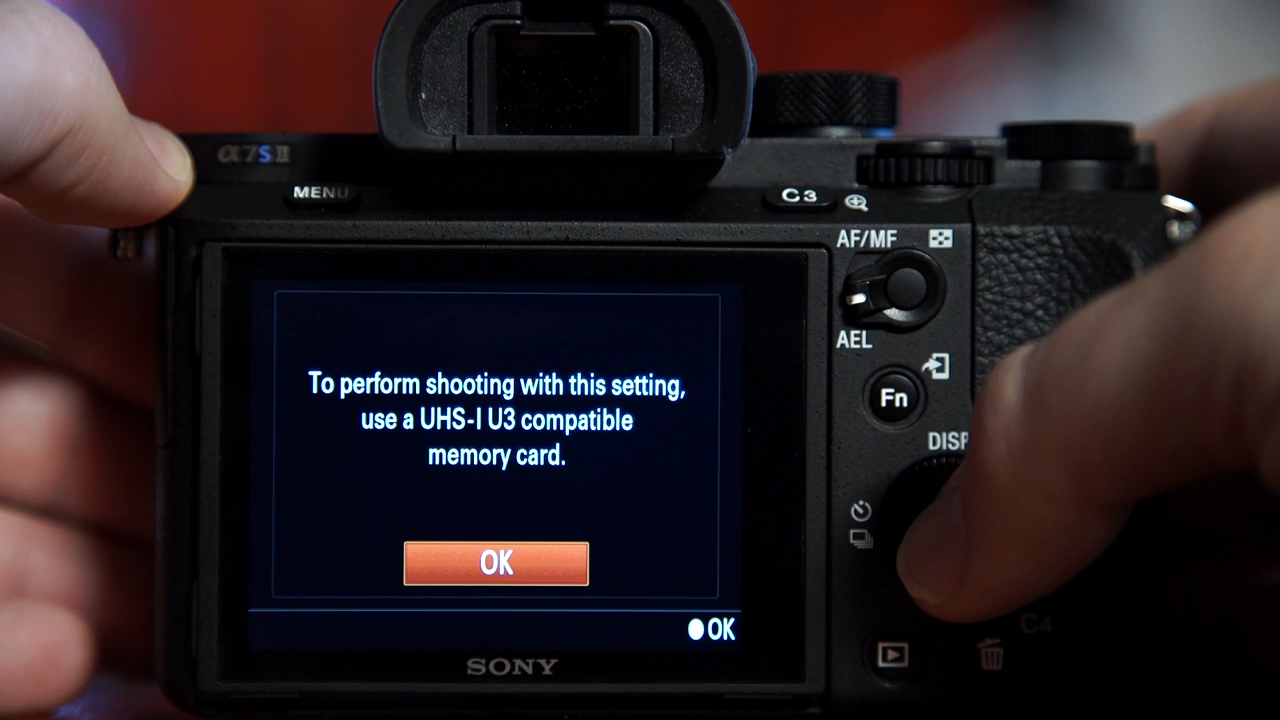 α7SII
MENU
C3
AF/MF
AEL
Fn
DISP
To perform shooting with this setting,
use a UHS-I U3 compatible
memory card.
OK
OK
SONY
C4